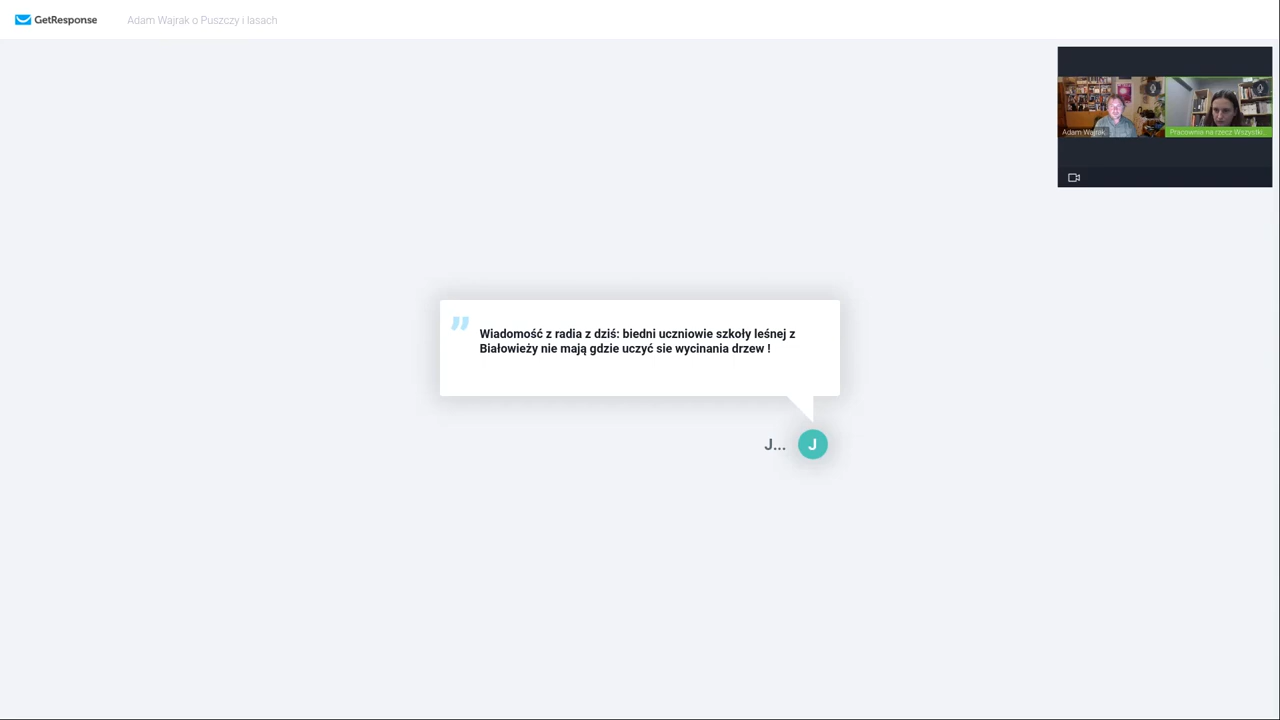 GetResponse
Adam Wajrak o Puszczy i lasach
Adam Wajrak
Pracownia na rzecz Wszystki...
Wiadomość z radia z dziś: biedni uczniowie szkoły leśnej z
Białowieży nie mają gdzie uczyć sie wycinania drzew !
J...
J